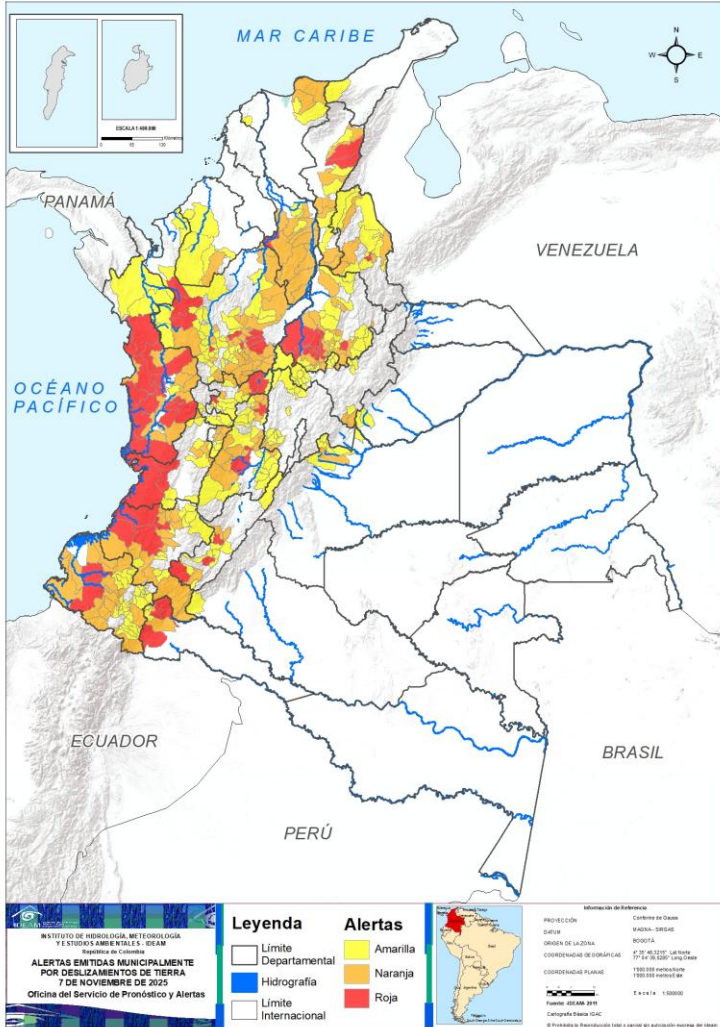 MAR CARIBE
N
W
E
S
ESCALA 1:400.000
PANAMÁ
VENEZUELA
OCÉANO
PACÍFICO
ECUADOR
BRASIL
PERÚ
IDEAM
INSTITUTO DE HIDROLOGÍA, METEOROLOGÍA
Y ESTUDIOS AMBIENTALES - IDEAM
República de Colombia
ALERTAS EMITIDAS MUNICIPALMENTE
POR DESLIZAMIENTOS DE TIERRA
7 DE NOVIEMBRE DE 2025
Oficina del Servicio de Pronóstico y Alertas
Leyenda
Límite
Departamental
Hidrografía
Límite
Internacional
Alertas
Amarilla
Naranja
Roja
Información de Referencia
PROYECCIÓN Conforme de Gauss
DATUM MAGNA - SIRGAS
ORIGEN DE LA ZONA BOGOTÁ
COORDENADAS GEOGRÁFICAS
COORDENADAS PLANAS
Fuente: IDEAM
Cartografía Básica IGAC